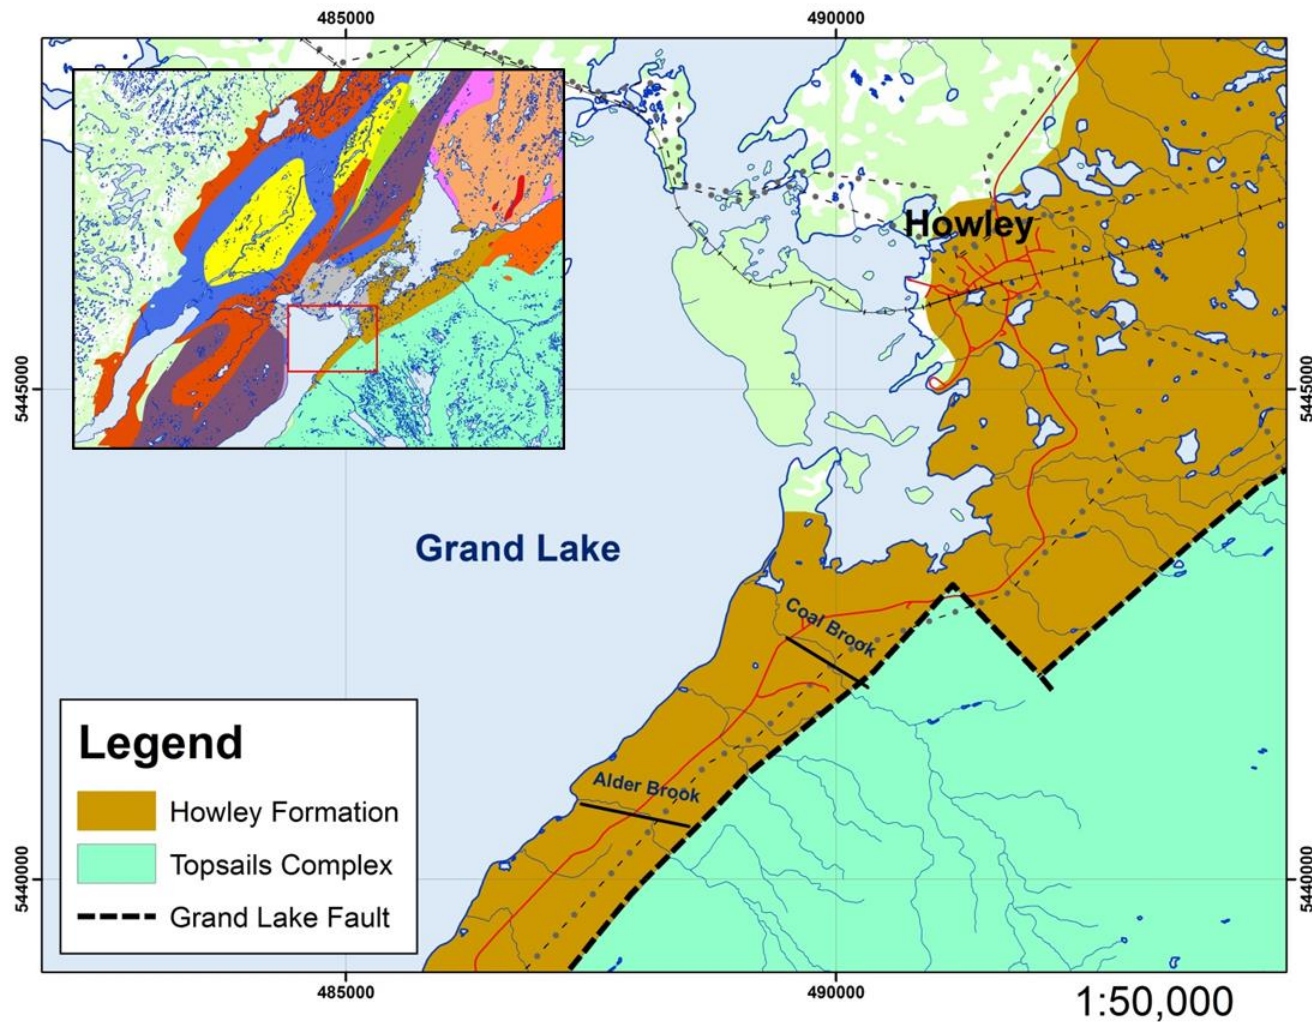 485000
490000
Howley
5445000
5445000
Grand Lake
Coal Brook
Alder Brook
Legend
Howley Formation
Topsails Complex
Grand Lake Fault
5440000
5440000
485000
490000
1:50,000